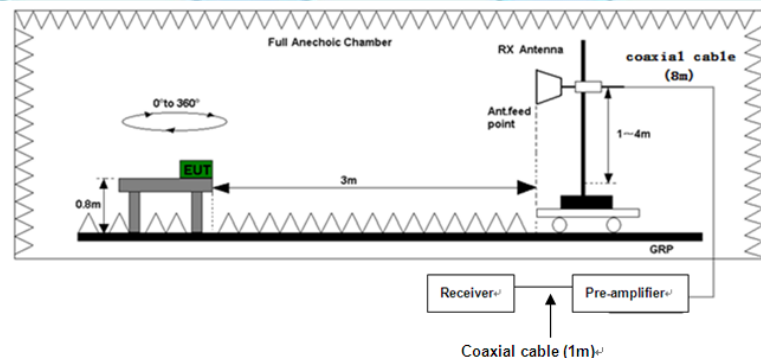 Full Anechoic Chamber
RX Antenna
coaxial cable
(8m)
0°to 360°
Ant.feed
point
1～4m
EUT
3m
0.8m
GRP
Receiver↵
Pre-amplifier↵
Coaxial cable (1m)↵